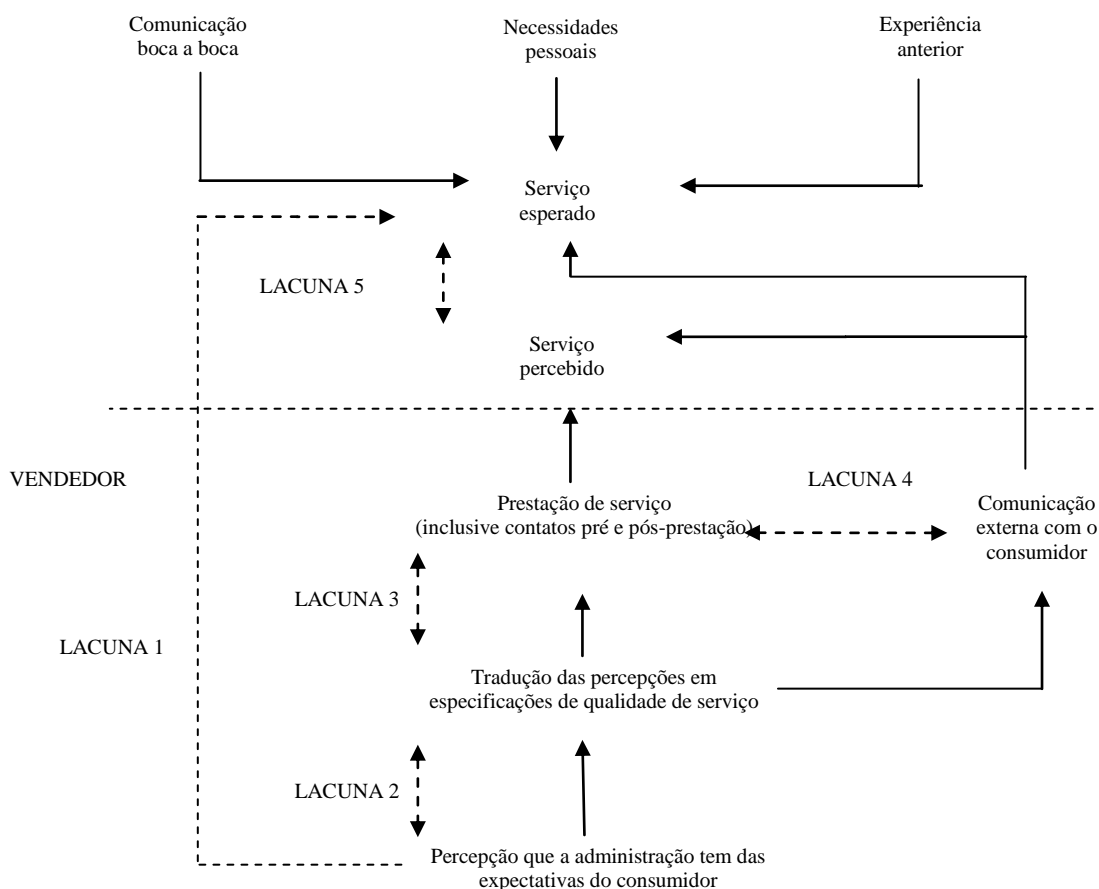 Comunicação
boca a boca
Necessidades
pessoais
Experiência
anterior
Serviço
esperado
LACUNA 5
Serviço
percebido
VENDEDOR
LACUNA 4
Prestação de serviço
(inclusive contatos pré e pós-prestação)
Comunicação
externa com o
consumidor
LACUNA 3
LACUNA 1
Tradução das percepções em
especificações de qualidade de serviço
LACUNA 2
Percepção que a administração tem das
expectativas do consumidor